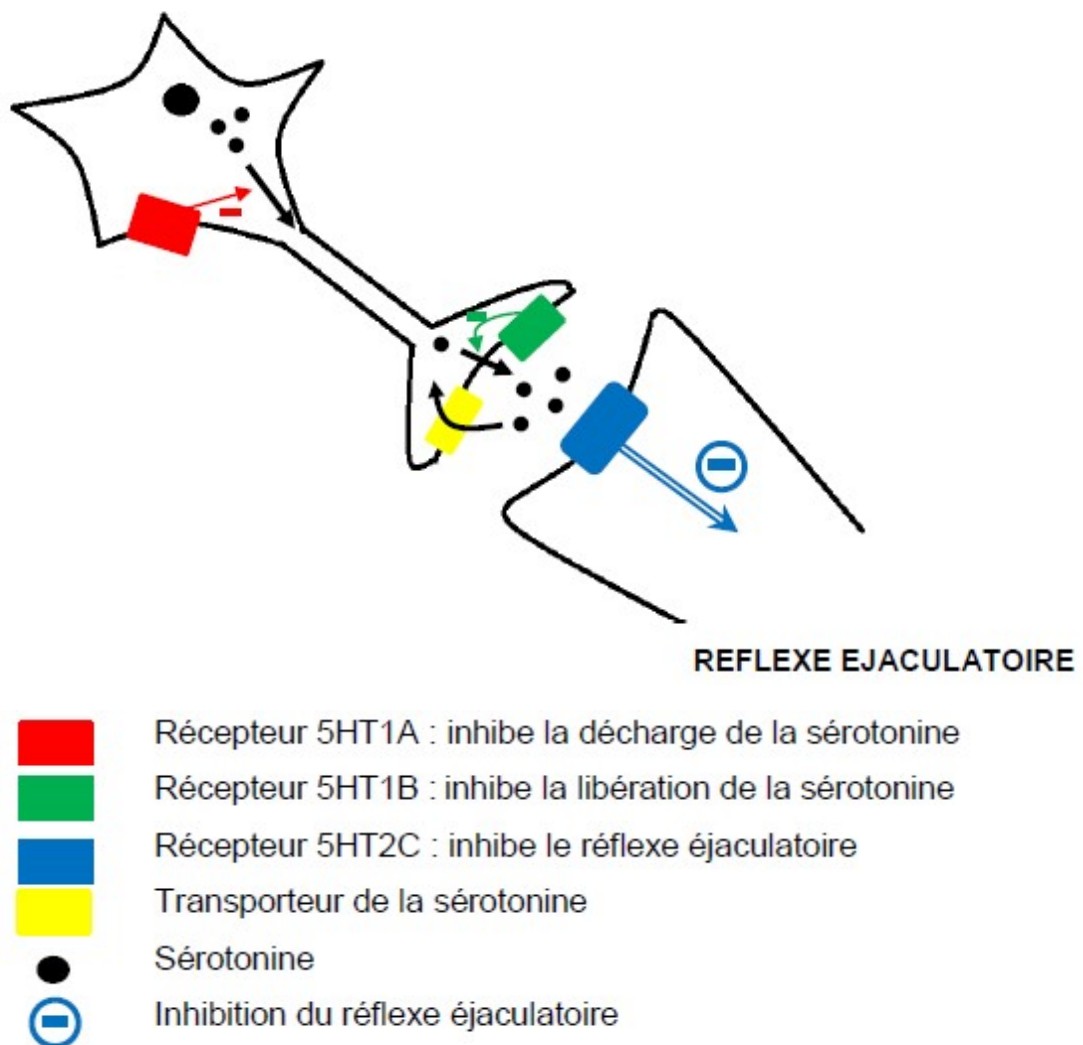 REFLEXE EJACULATOIRE
Récepteur 5HT1A : inhibe la décharge de la sérotonine
Récepteur 5HT1B : inhibe la libération de la sérotonine
Récepteur 5HT2C : inhibe le réflexe éjaculatoire
Transporteur de la sérotonine
Sérotonine
Inhibition du réflexe éjaculatoire